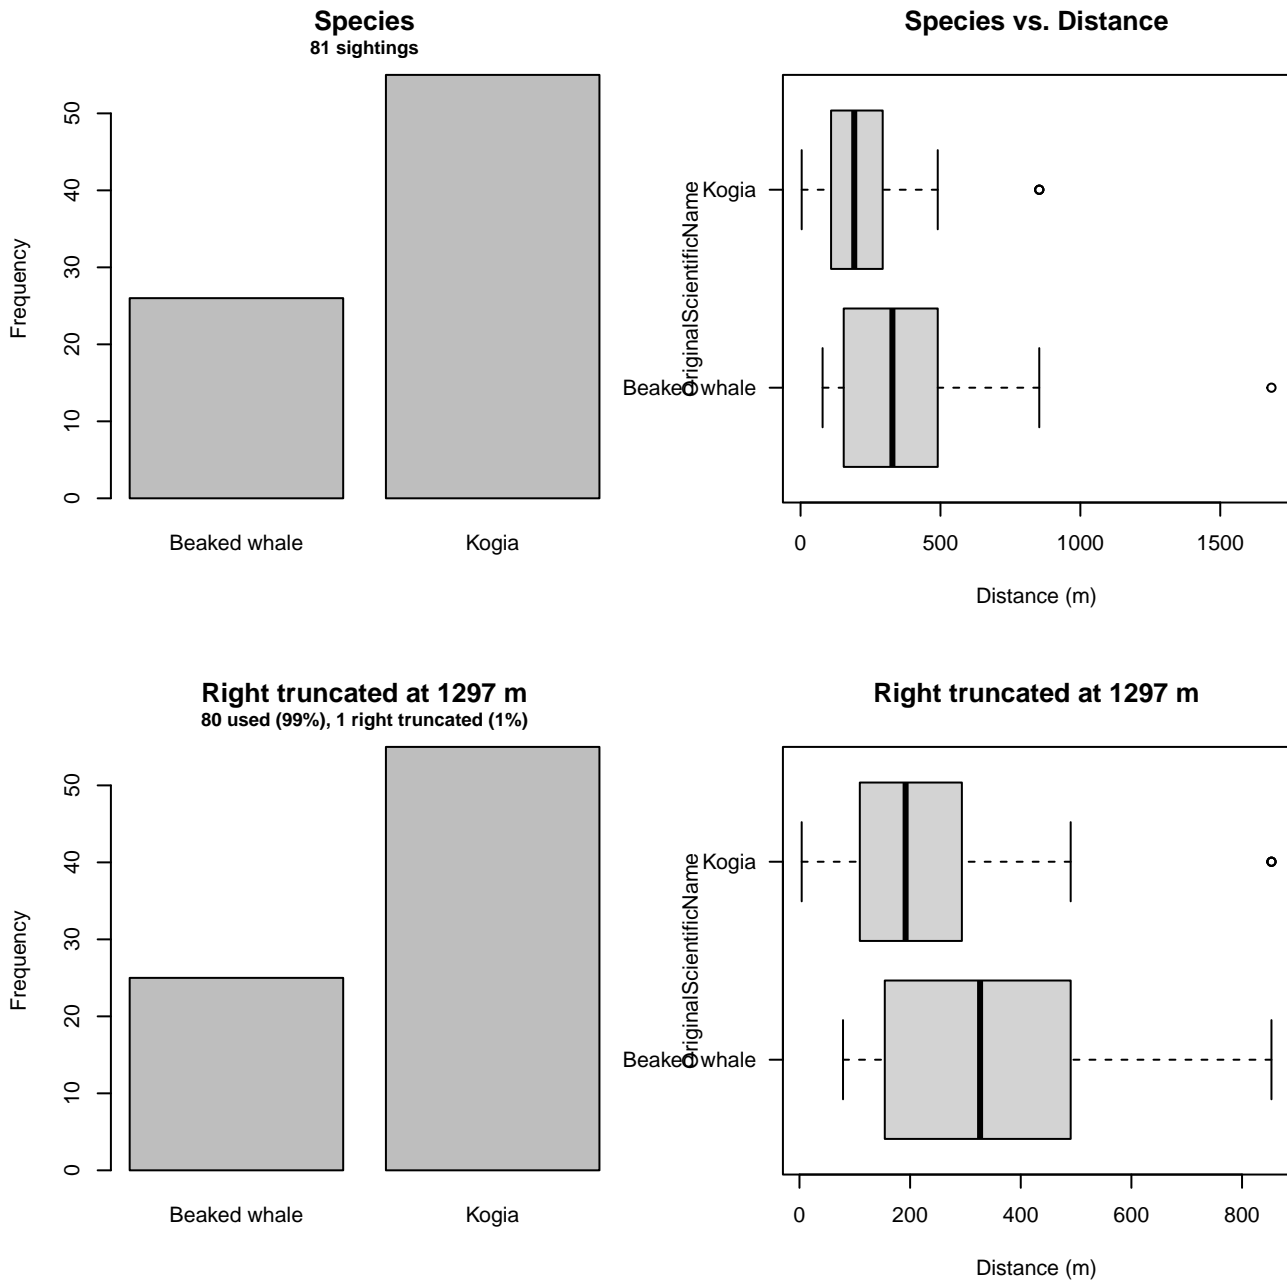 Species
81 sightings
Frequency
0
10
20
30
40
50
Beaked whale
Kogia
Species vs. Distance
OriginalScientificName
Kogia
Beaked whale
0
500
1000
1500
Distance (m)
Right truncated at 1297 m
80 used (99%), 1 right truncated (1%)
Frequency
0
10
20
30
40
50
Beaked whale
Kogia
Right truncated at 1297 m
OriginalScientificName
Kogia
Beaked whale
0
200
400
600
800
Distance (m)